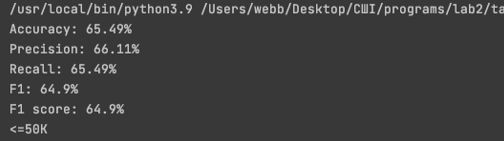 /usr/local/bin/python3.9 /Users/webb/Desktop/СШІ/programs/lab2/ta
Accuracy: 65.49%
Precision: 66.11%
Recall: 65.49%
F1: 64.9%
F1 score: 64.9%
<=50K